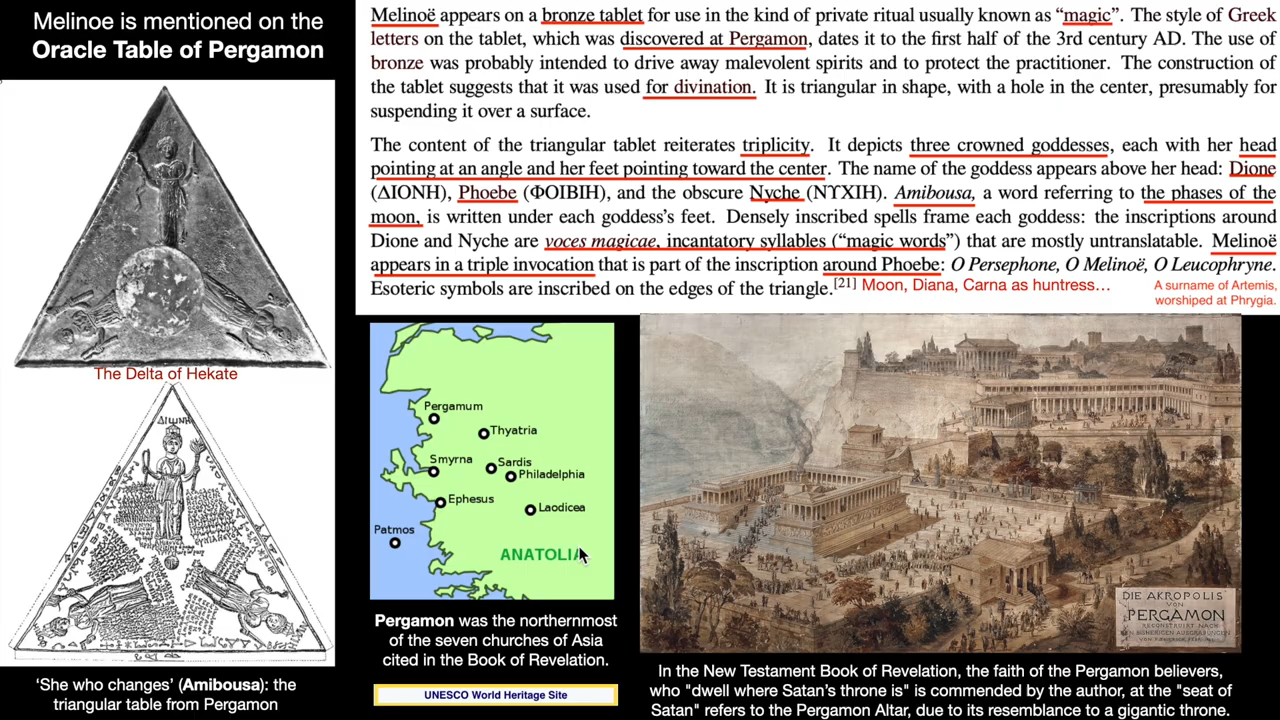 Melinoe is mentioned on the
Oracle Table of Pergamon
The Delta of Hekate
ΔΙΩΝΗ
'She who changes' (Amibousa): the
triangular table from Pergamon
Melinoë appears on a bronze tablet for use in the kind of private ritual usually known as “magic”. The style of Greek
letters on the tablet, which was discovered at Pergamon, dates it to the first half of the 3rd century AD. The use of
bronze was probably intended to drive away malevolent spirits and to protect the practitioner. The construction of
the tablet suggests that it was used for divination. It is triangular in shape, with a hole in the center, presumably for
suspending it over a surface.
The content of the triangular tablet reiterates triplicity. It depicts three crowned goddesses, each with her head
pointing at an angle and her feet pointing toward the center. The name of the goddess appears above her head: Dione
(ΔΙΟΝΗ), Phoebe (ΦΟΙΒΙΗ), and the obscure Nyche (ΝΥΧΙΗ). Amibousa, a word referring to the phases of the
moon, is written under each goddess’s feet. Densely inscribed spells frame each goddess: the inscriptions around
Dione and Nyche are voces magicae, incantatory syllables (“magic words”) that are mostly untranslatable. Melinoë
appears in a triple invocation that is part of the inscription around Phoebe: O Persephone, O Melinoë, O Leucophryne.
Esoteric symbols are inscribed on the edges of the triangle.[21] Moon, Diana, Carna as huntress…
A surname of Artemis,
worshiped at Phrygia.
Pergamum
Thyatria
Smyrna
Sardis
Philadelphia
Ephesus
Laodicea
Patmos
ANATOLIA
Pergamon was the northernmost
of the seven churches of Asia
cited in the Book of Revelation.
UNESCO World Heritage Site
DIE AKROPOLIS
VON
PERGAMON
RECONSTRUIRT NACH
DEN BISHERIGEN AUSGRABUNGEN
In the New Testament Book of Revelation, the faith of the Pergamon believers,
who "dwell where Satan’s throne is" is commended by the author, at the "seat of
Satan" refers to the Pergamon Altar, due to its resemblance to a gigantic throne.